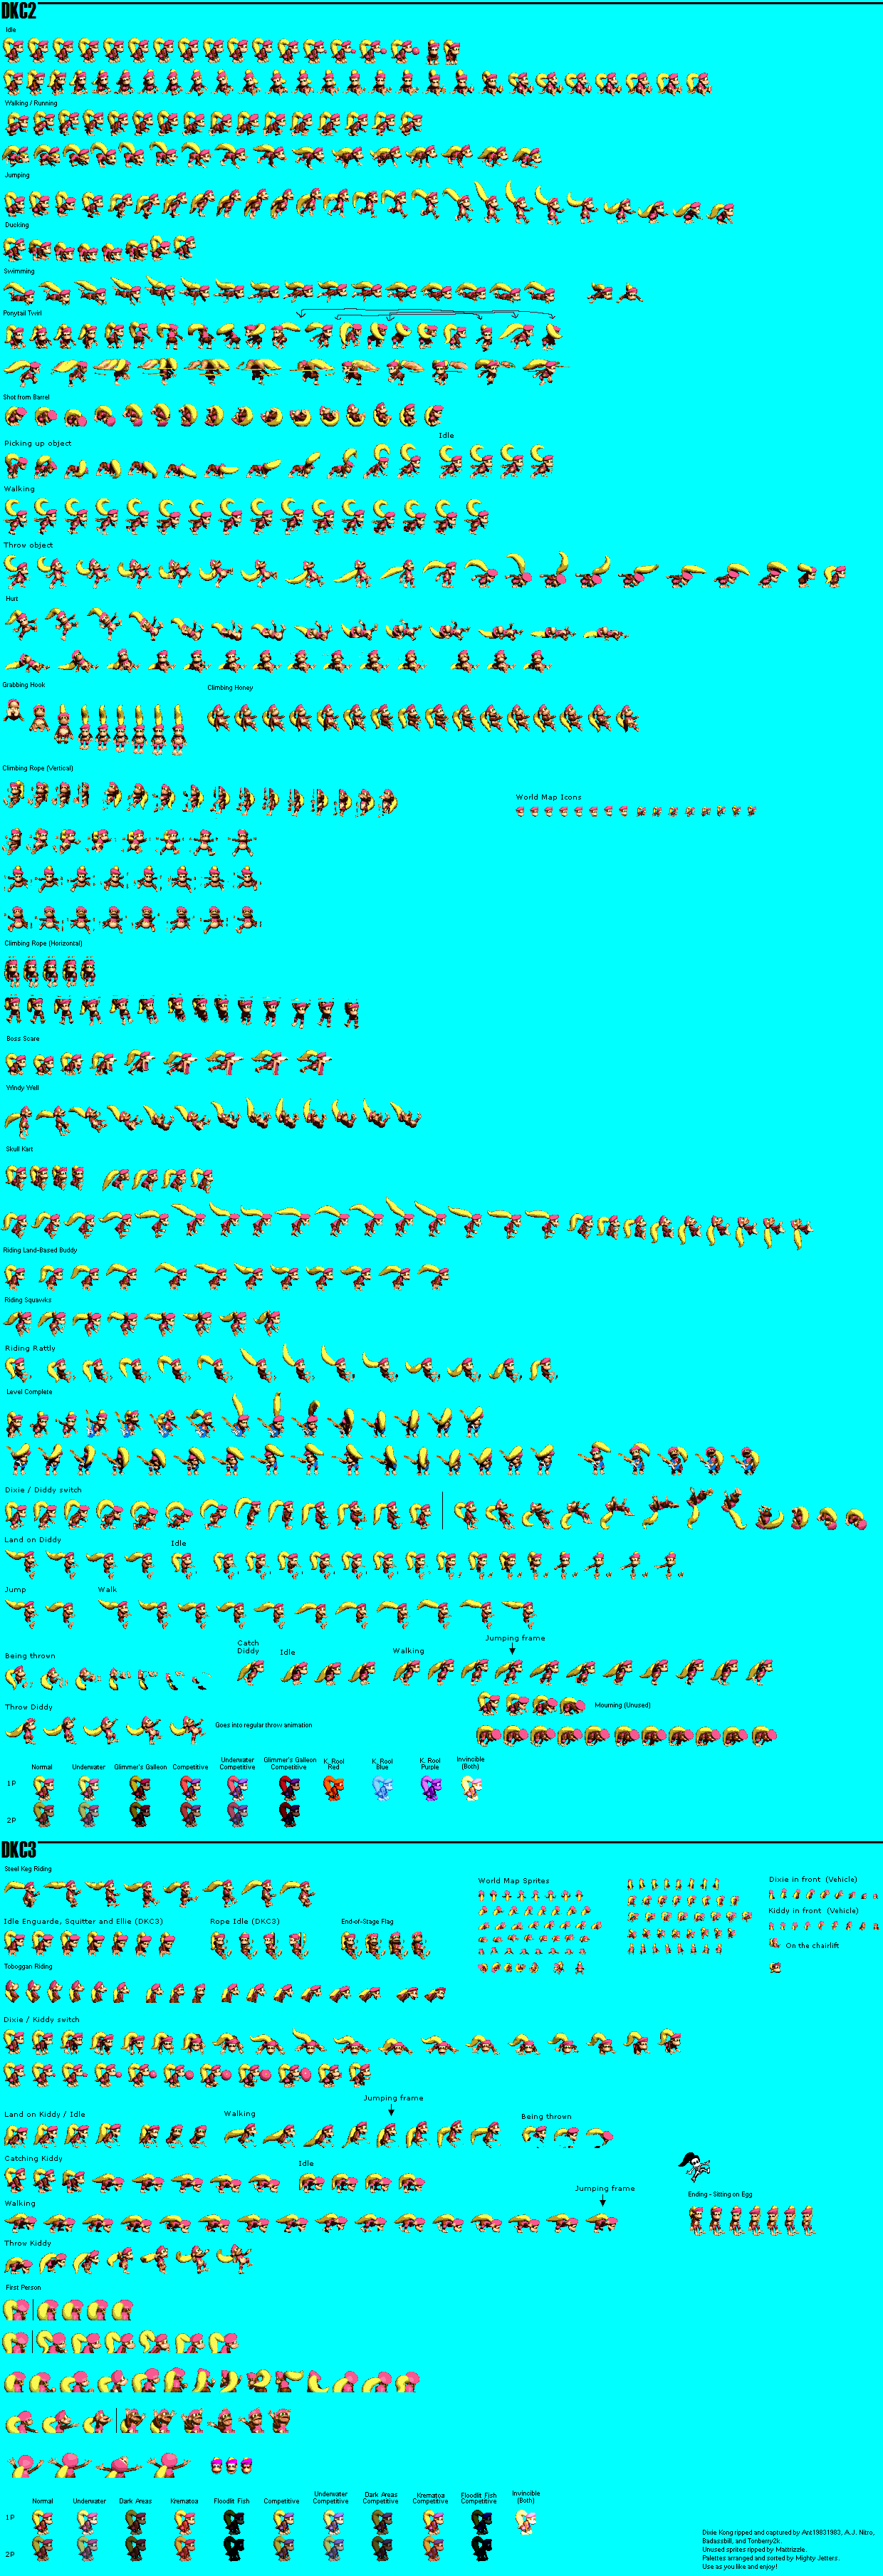 DKC2
Idle
Walking / Running
Jumping
Ducking
Swimming
Ponytail Twirl
Shot from Barrel
Idle
Picking up object
Walking
Throw object
Hurt
Grabbing Hook
Climbing Honey
Climbing Rope (Vertical)
World Map Icons
Climbing Rope (Horizontal)
Boss Scare
Windy Well
Skull Kart
Riding Land-Based Buddy
Riding Squawks
Riding Rattly
Level Complete
Dixie / Diddy switch
Land on Diddy
Idle
Jump
Walk
Being thrown
Catch
Diddy
Idle
Walking
Jumping frame
Mourning (Unused)
Throw Diddy
Goes into regular throw animation
Normal
Underwater
Glimmer's Galleon
Competitive
Underwater
Competitive
Glimmer's Galleon
Competitive
K. Rool
Red
K. Rool
Blue
K. Rool
Purple
Invincible
(Both)
1P
2P
DKC3
Steel Keg Riding
World Map Sprites
Dixie in front (Vehicle)
Kiddy in front (Vehicle)
On the chairlift
Idle Enguarde, Squitter and Ellie (DKC3)
Rope Idle (DKC3)
End-of-Stage Flag
Toboggan Riding
Dixie / Kiddy switch
Jumping frame
Land on Kiddy / Idle
Walking
Being thrown
Catching Kiddy
Idle
Jumping frame
Walking
Ending - Sitting on Egg
Throw Kiddy
First Person
Normal
Underwater
Dark Areas
Krematoa
Floodlit Fish
Competitive
Underwater
Competitive
Dark Areas
Competitive
Krematoa
Competitive
Floodlit Fish
Competitive
Invincible
(Both)
1P
2P
Dixie Kong ripped and captured by Ant19831983, A.J. Nitro,
Badassbill, and Tonberry2k.
Unused sprites ripped by Mattrizzle.
Palettes arranged and sorted by Mighty Jetters.
Use as you like and enjoy!